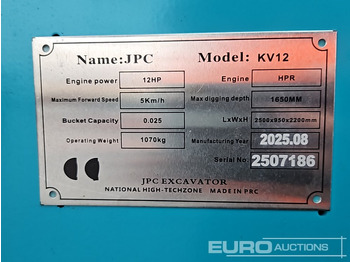 Name:JPC Model: KV12
Engine power 12HP Engine HPR
Maximum Forward Speed 5Km/h Max digging depth 1650MM
Bucket Capacity 0.025 LxWxH 2500x950x2200mm
Operating Weight 1070kg Manufacturing Year 2025.08
Serial No: 2507186
JPC EXCAVATOR
NATIONAL HIGH-TECHZONE MADE IN PRC
EURO AUCTIONS